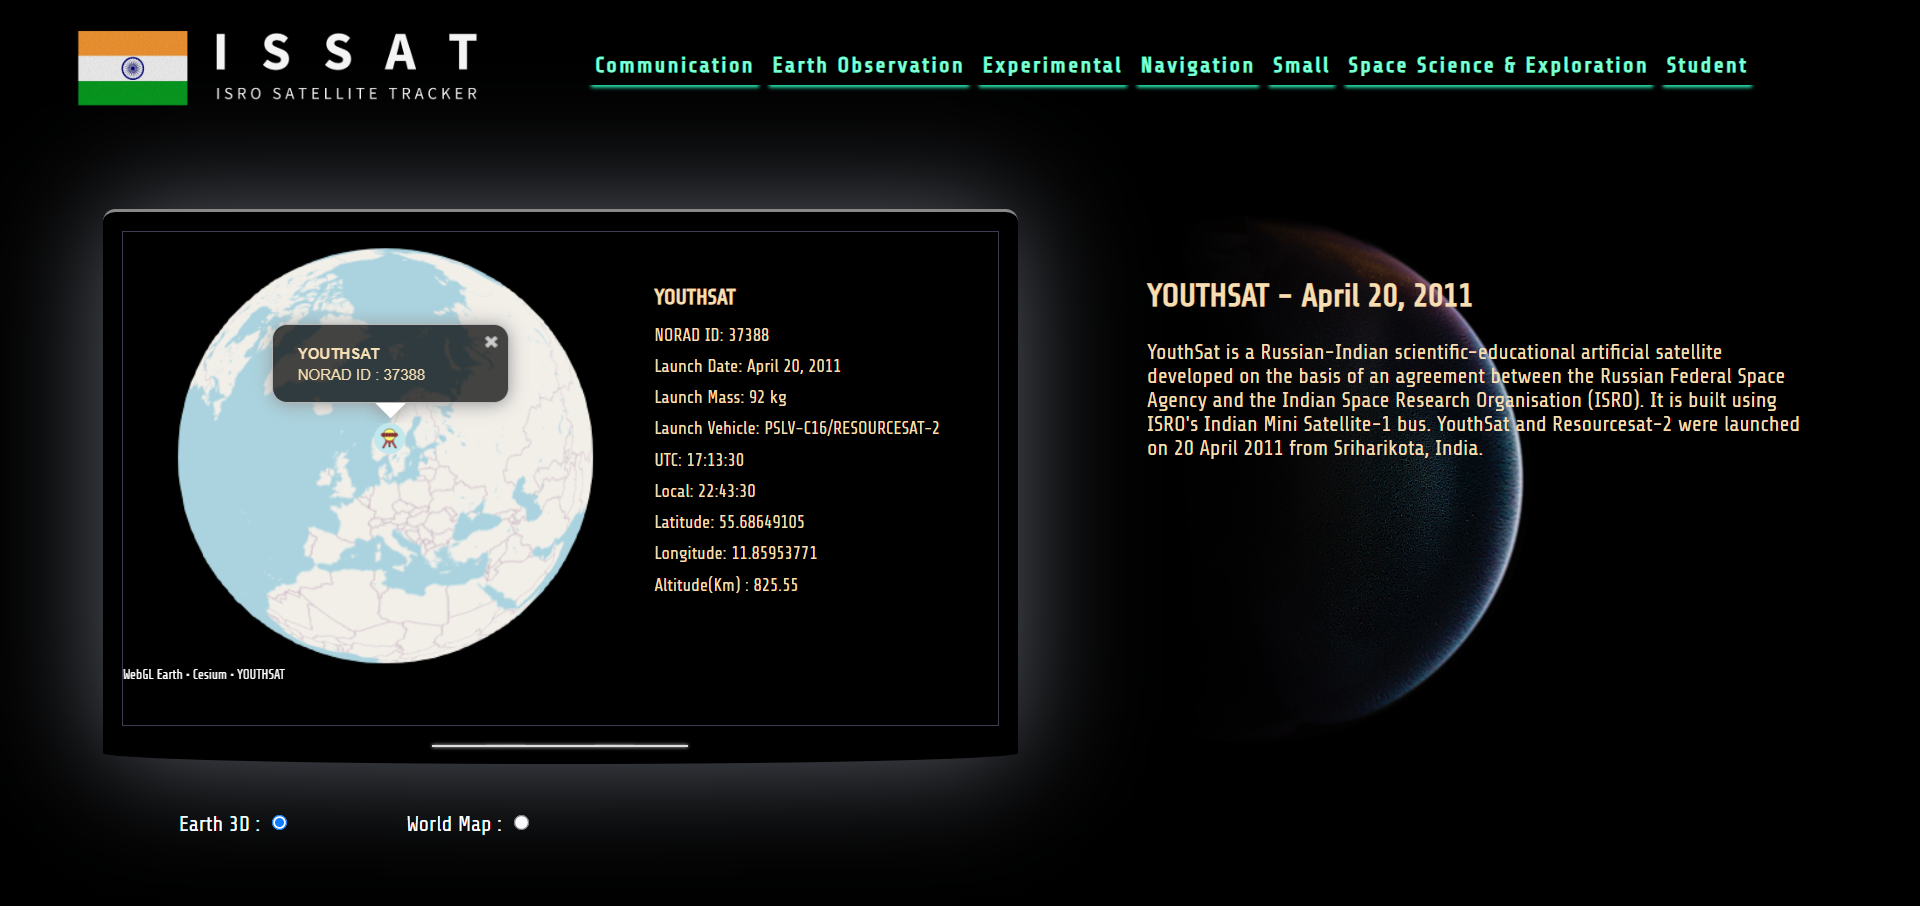 ISSAT
ISRO SATELLITE TRACKER
Communication Earth Observation Experimental Navigation Small Space Science & Exploration Student
YOUTHSAT
NORAD ID : 37388
WebGL Earth • Cesium • YOUTHSAT
YOUTHSAT
NORAD ID: 37388
Launch Date: April 20, 2011
Launch Mass: 92 kg
Launch Vehicle: PSLV-C16/RESOURCESAT-2
UTC: 17:13:30
Local: 22:43:30
Latitude: 55.68649105
Longitude: 11.85953771
Altitude(Km) : 825.55
YOUTHSAT - April 20, 2011
YouthSat is a Russian-Indian scientific-educational artificial satellite
developed on the basis of an agreement between the Russian Federal Space
Agency and the Indian Space Research Organisation (ISRO). It is built using
ISRO's Indian Mini Satellite-1 bus. YouthSat and Resourcesat-2 were launched
on 20 April 2011 from Sriharikota, India.
Earth 3D : World Map :